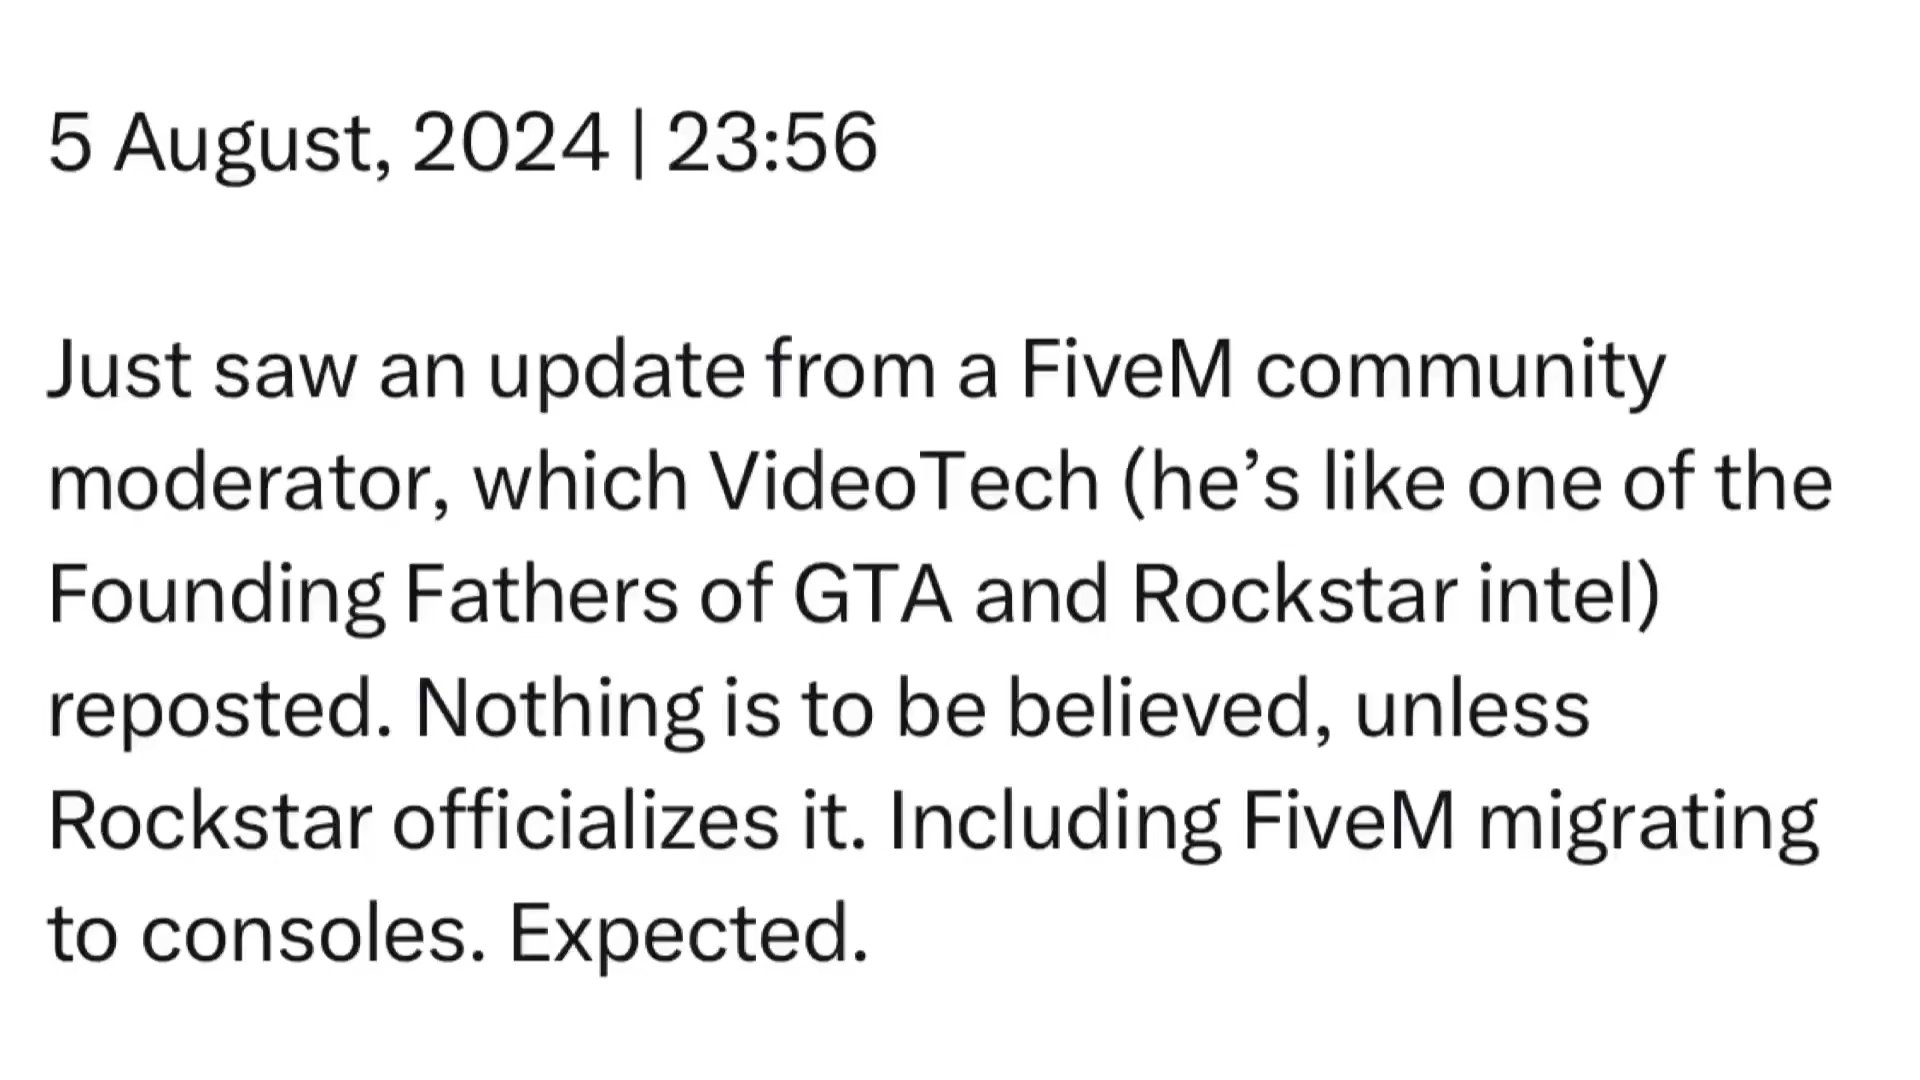 5 August, 2024 | 23:56
Just saw an update from a FiveM community
moderator, which VideoTech (he’s like one of the
Founding Fathers of GTA and Rockstar intel)
reposted. Nothing is to be believed, unless
Rockstar officializes it. Including FiveM migrating
to consoles. Expected.